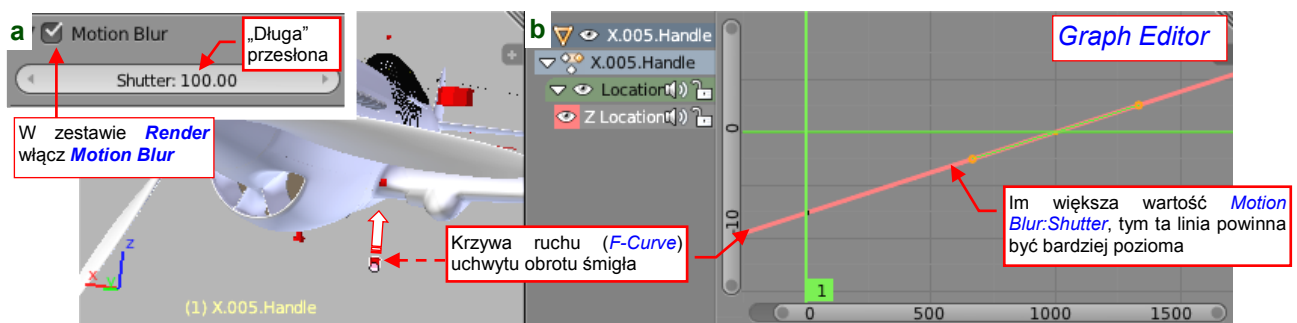 a
Motion Blur
Shutter: 100.00
„Długa”
przesłona
W zestawie Render
włącz Motion Blur
z
x
y
(1) X.005.Handle
Krzywa ruchu (F-Curve)
uchwytu obrotu śmigła
b
X.005.Handle
X.005.Handle
Location
Z Location
Graph Editor
0
-10
Im większa wartość Motion
Blur:Shutter, tym ta linia powinna
być bardziej pozioma
1
0 500 1000 1500